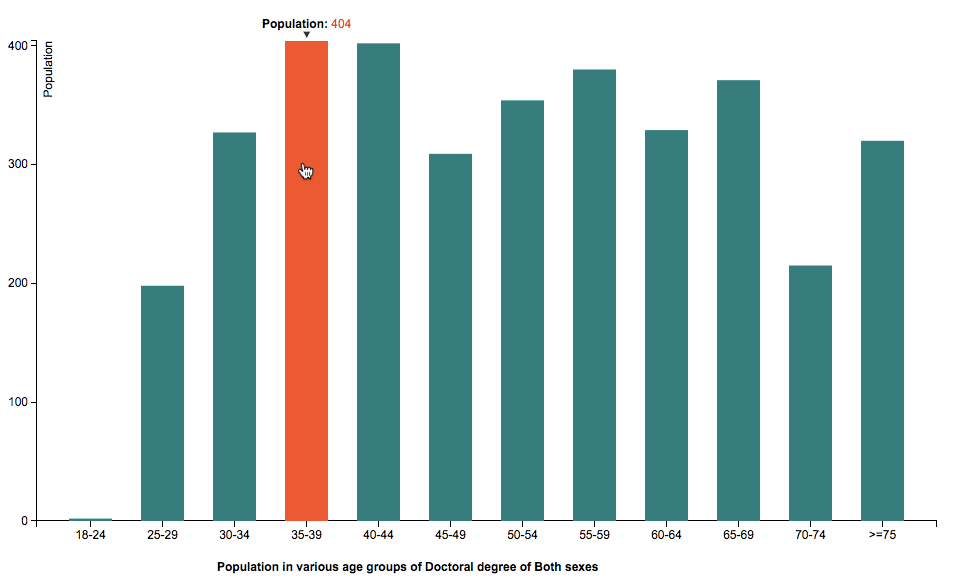 Population: 404
Population
400
300
200
100
0
18-24 25-29 30-34 35-39 40-44 45-49 50-54 55-59 60-64 65-69 70-74 >=75
Population in various age groups of Doctoral degree of Both sexes